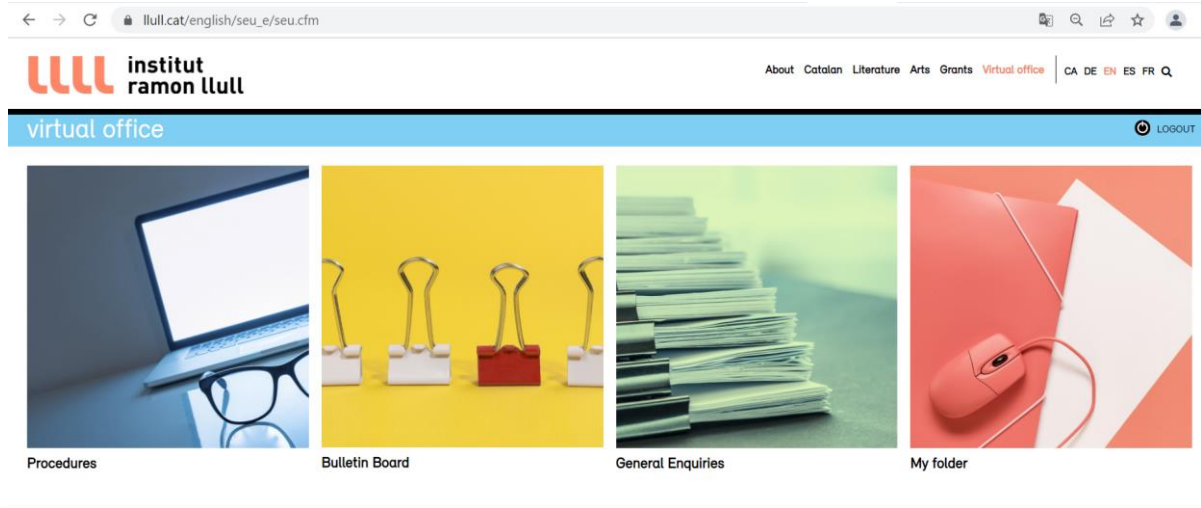 llull.cat/english/seu_e/seu.cfm
institut
ramon llull
About Catalan Literature Arts Grants Virtual office CA DE EN ES FR
virtual office
LOGOUT
Procedures
Bulletin Board
General Enquiries
My folder